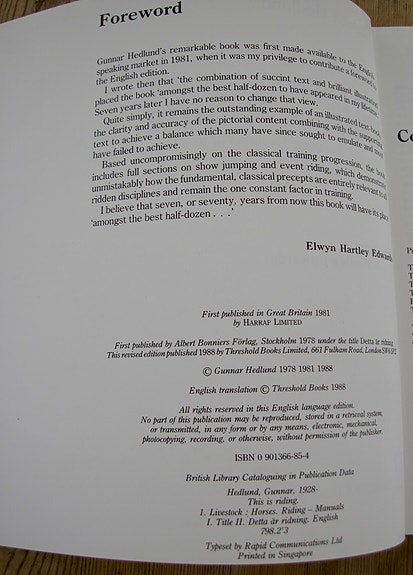 Foreword
Gunnar Hedlund's remarkable book was first made available to the English
speaking market in 1981, when it was my privilege to contribute a foreword to
the English edition.
I wrote then that 'the combination of succint text and brilliant illustration
placed the book 'amongst the best half-dozen to have appeared in my lifetime'.
Seven years later I have no reason to change that view.
Quite simply, it remains the outstanding example of an illustrated text-book,
the clarity and accuracy of the pictorial content combining with the supporting
text to achieve a balance which many have since sought to emulate and most
have failed to achieve.
Based uncompromisingly on the classical training progression, the book
includes full sections on show jumping and event riding, which demonstrate
unmistakably how the fundamental, classical precepts are entirely relevant to all
ridden disciplines and remain the one constant factor in training.
I believe that seven, or seventy, years from now this book will have its place
'amongst the best half-dozen . . .'
Elwyn Hartley Edwards
First published in Great Britain 1981
by HARRAP LIMITED
First published by Albert Bonniers Förlag, Stockholm 1978 under the title Detta är ridning
This revised edition published 1988 by Threshold Books Limited, 661 Fulham Road, London SW6
© Gunnar Hedlund 1978 1981 1988
English translation © Threshold Books 1988
All rights reserved in this English language edition.
No part of this publication may be reproduced, stored in a retrieval system,
or transmitted, in any form or by any means, electronic, mechanical,
photocopying, recording, or otherwise, without permission of the publisher.
ISBN 0 901366-85-4
British Library Cataloguing in Publication Data
Hedlund, Gunnar, 1928-
This is riding.
1. Livestock : Horses. Riding – Manuals
I. Title II. Detta är ridning. English
798.2'3
Typeset by Rapid Communications Ltd
Printed in Singapore
Co